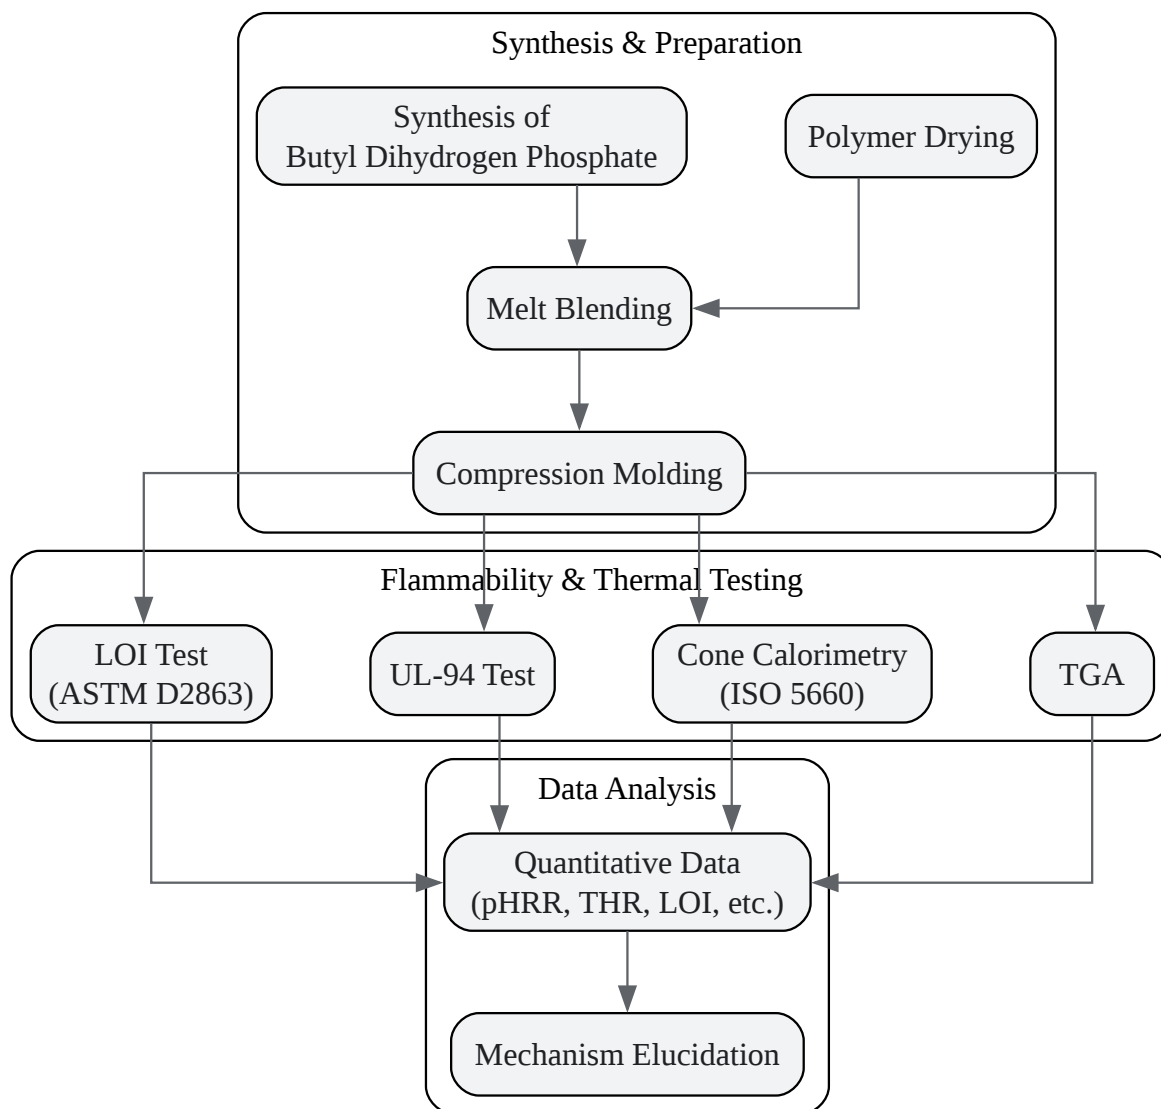 Synthesis & Preparation
Synthesis of
Butyl Dihydrogen Phosphate
Polymer Drying
Melt Blending
Compression Molding
Flammability & Thermal Testing
LOI Test
(ASTM D2863)
UL-94 Test
Cone Calorimetry
(ISO 5660)
TGA
Data Analysis
Quantitative Data
(pHRR, THR, LOI, etc.)
Mechanism Elucidation